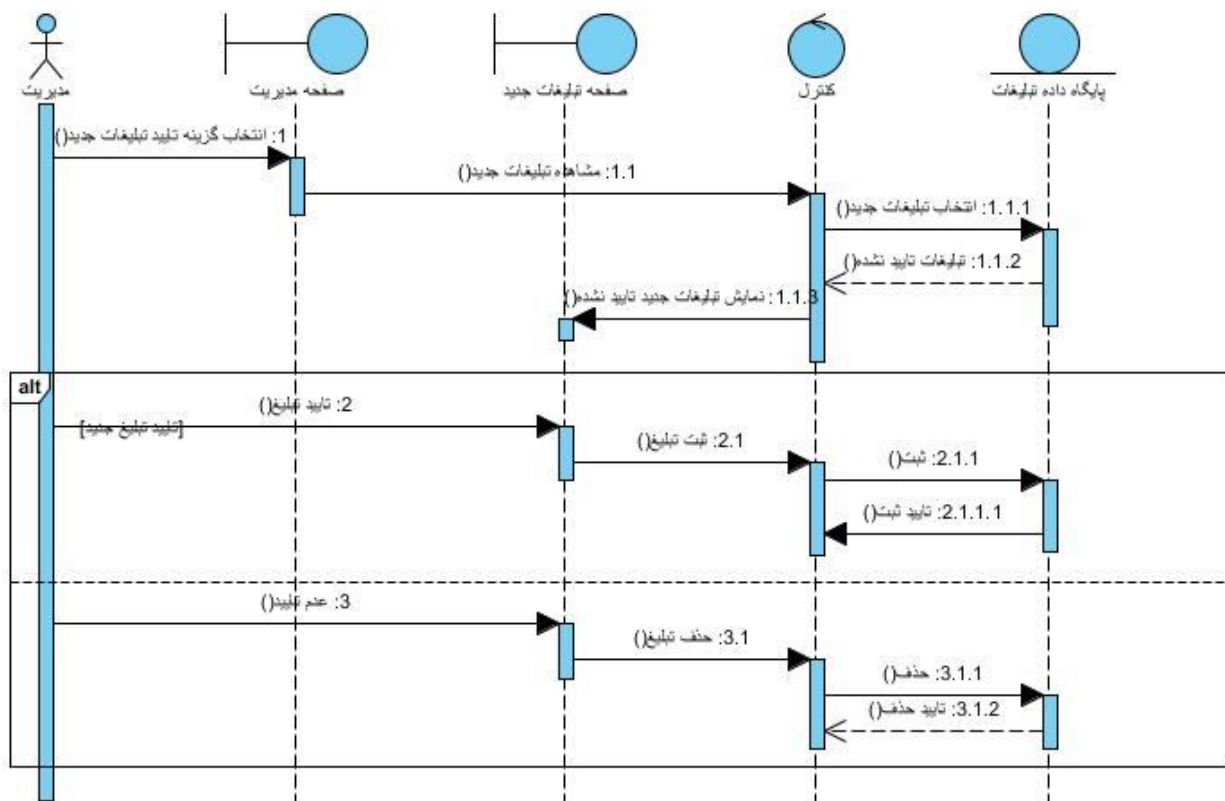 مدیریت
صفحه مدیریت
صفحه تبلیغات جدید
کنترل
پایگاه داده تبلیغات
1: انتخاب گزینه تایید تبلیغات جدید()
1.1: مشاهده تبلیغات جدید()
1.1.1: انتخاب تبلیغات جدید()
1.1.2: تبلیغات تایید نشده()
1.1.3: نمایش تبلیغات جدید تایید نشده()
alt
2: تایید تبلیغ()
[تایید تبلیغ جدید]
2.1: ثبت تبلیغ()
2.1.1: ثبت()
2.1.1.1: تایید ثبت()
3: عدم تایید()
3.1: حذف تبلیغ()
3.1.1: حذف()
3.1.2: تایید حذف()